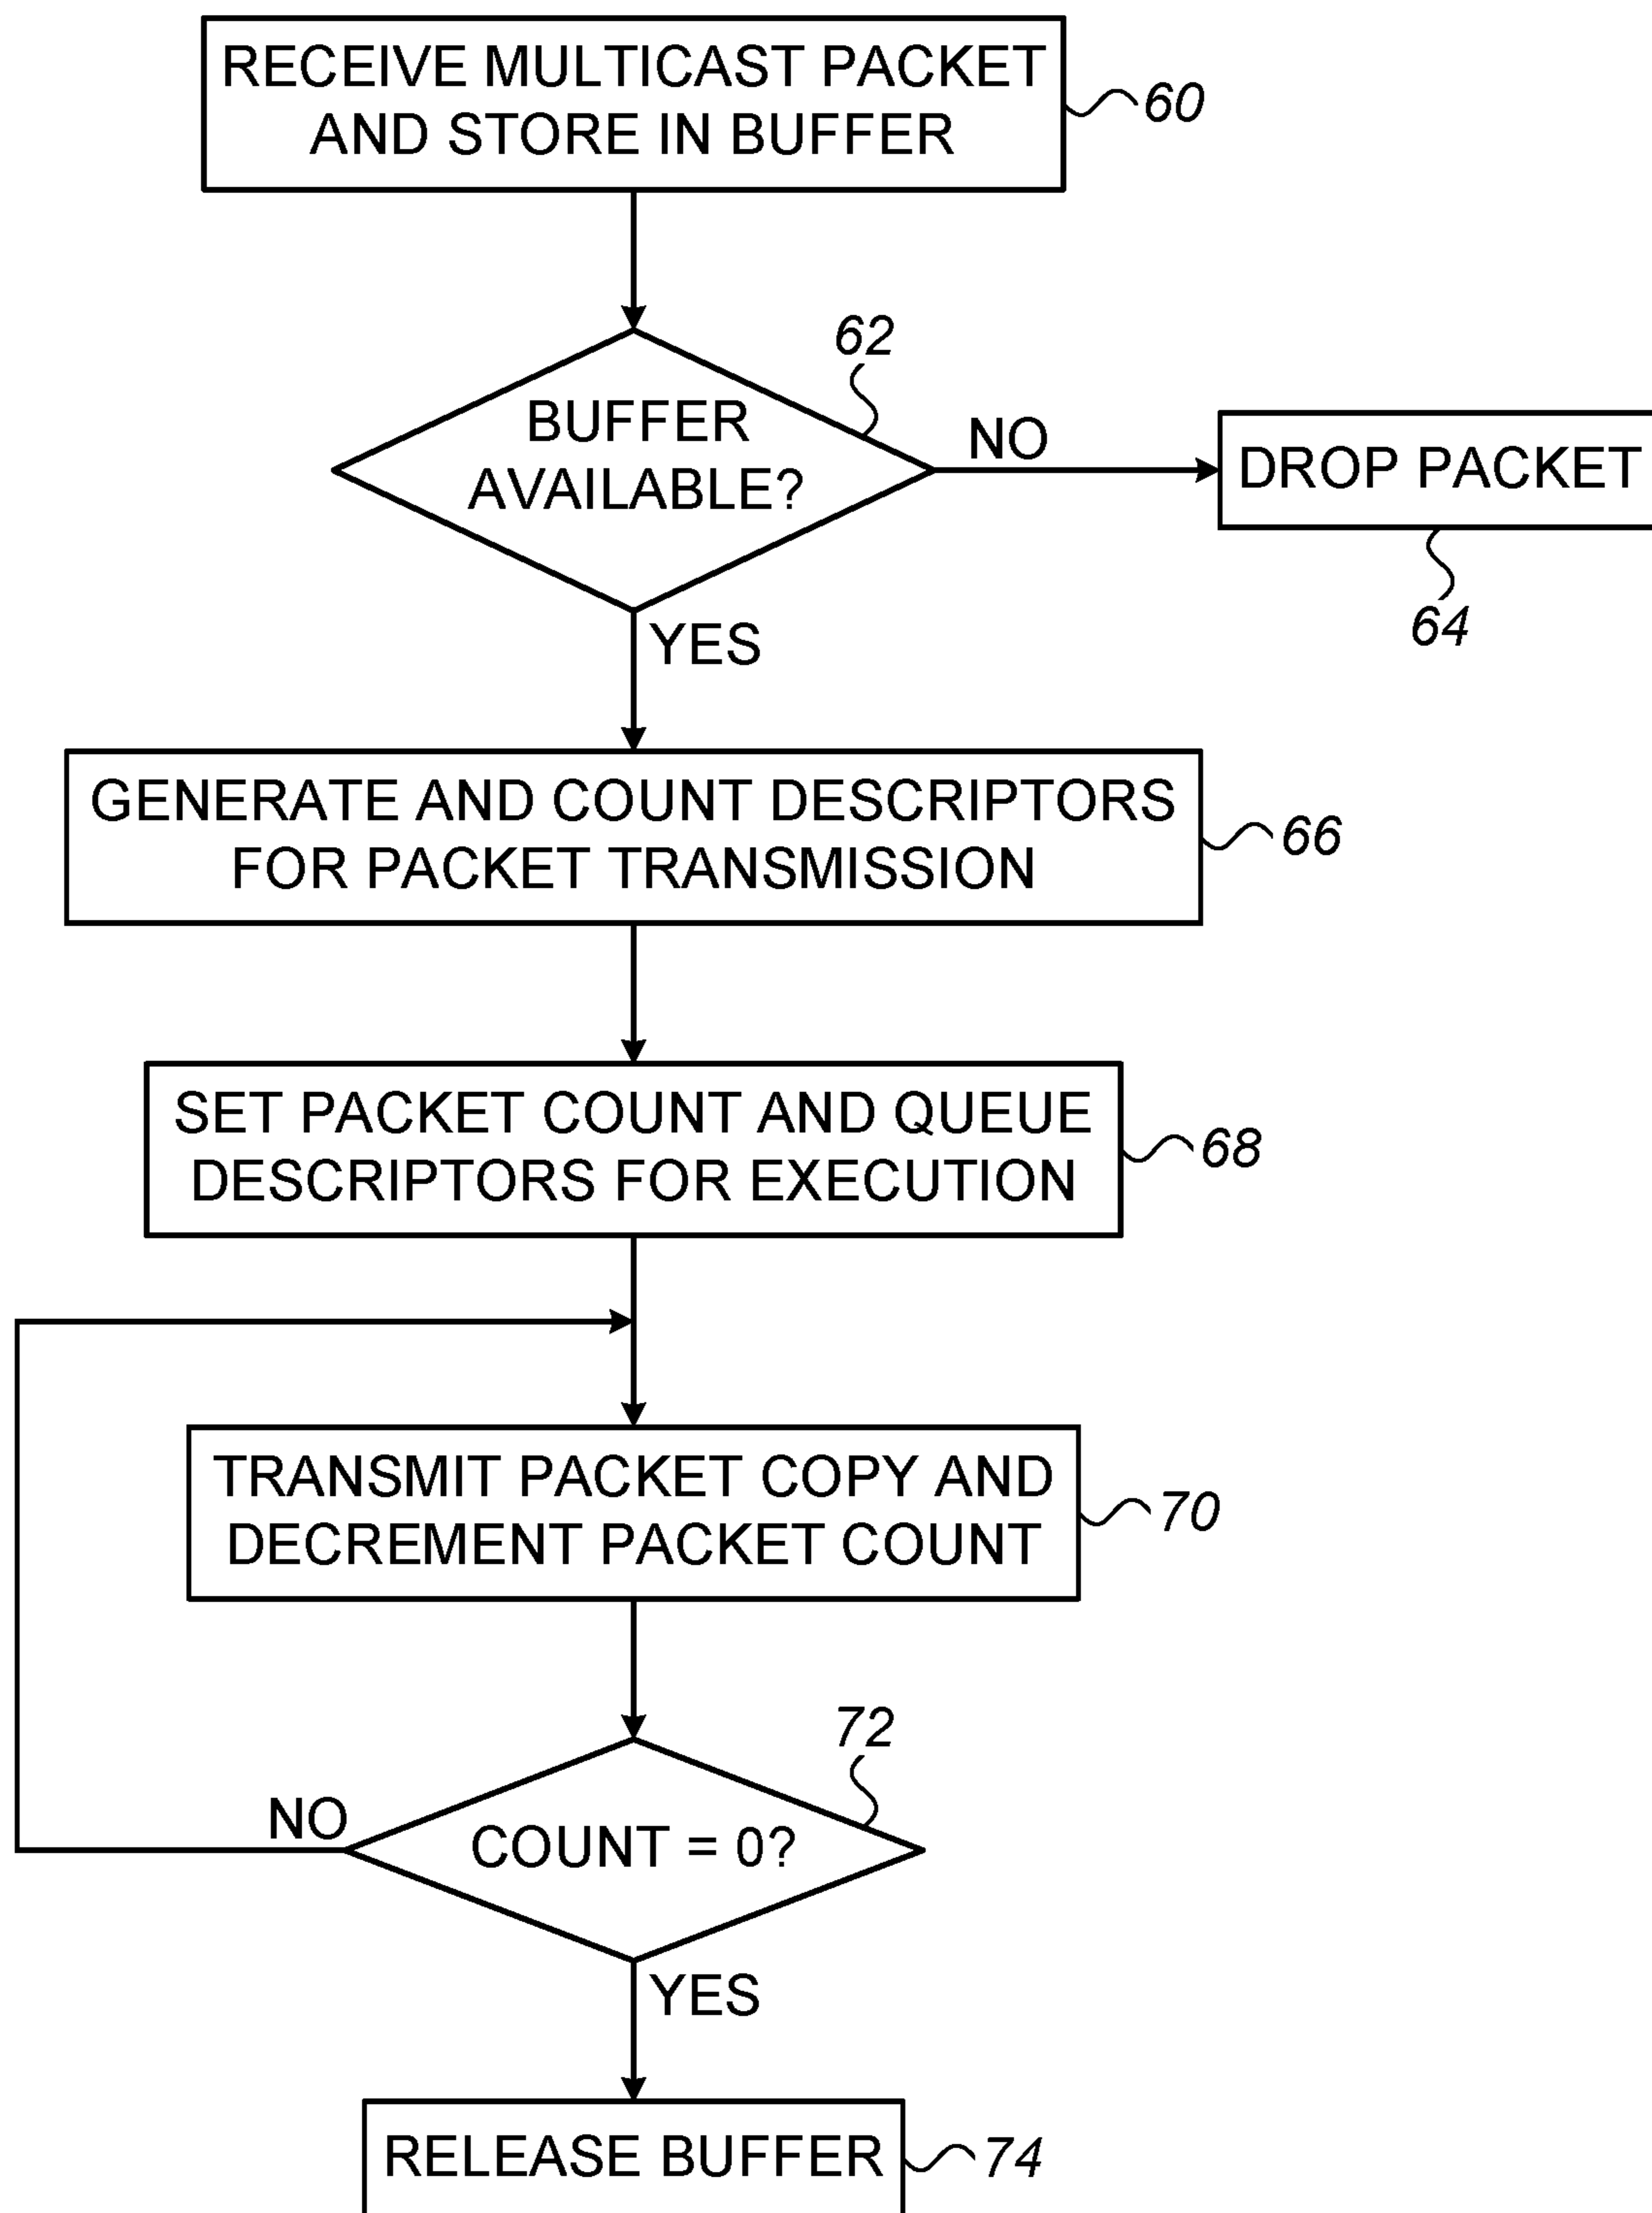 RECEIVE MULTICAST PACKET
AND STORE IN BUFFER
60
62
BUFFER
AVAILABLE?
NO
DROP PACKET
64
YES
GENERATE AND COUNT DESCRIPTORS
FOR PACKET TRANSMISSION
66
SET PACKET COUNT AND QUEUE
DESCRIPTORS FOR EXECUTION
68
TRANSMIT PACKET COPY AND
DECREMENT PACKET COUNT
70
72
NO
COUNT = 0?
YES
RELEASE BUFFER
74